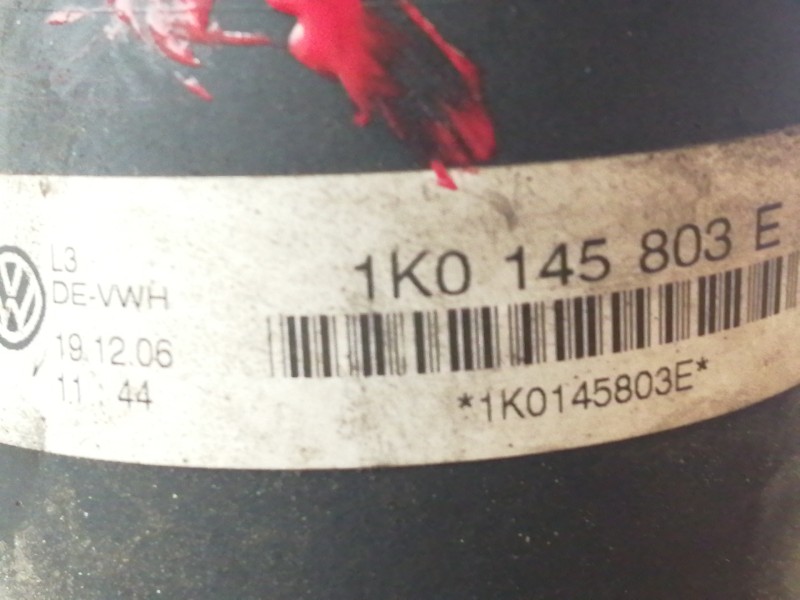 L3
DE-VWH
19.12.06
11 : 44
1K0 145 803 E
*1K0145803E*